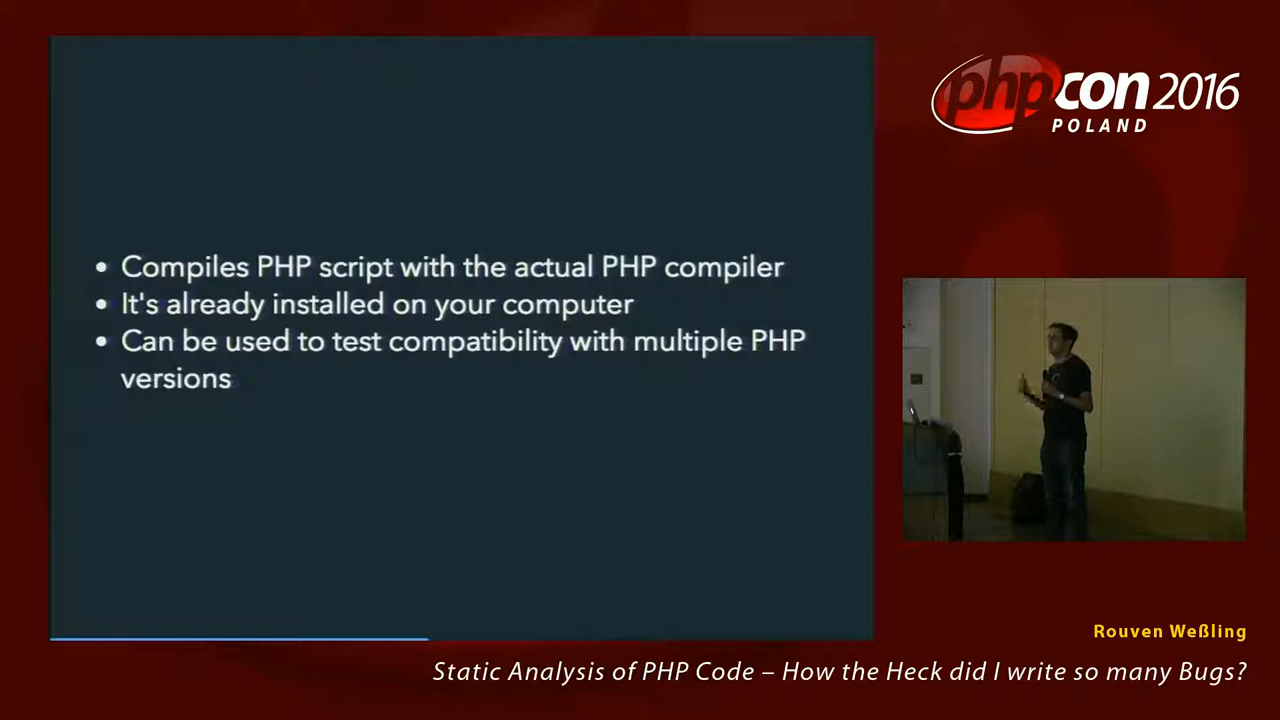 phpcon 2016
POLAND
• Compiles PHP script with the actual PHP compiler
• It's already installed on your computer
• Can be used to test compatibility with multiple PHP
versions
Rouven Weßling
Static Analysis of PHP Code – How the Heck did I write so many Bugs?